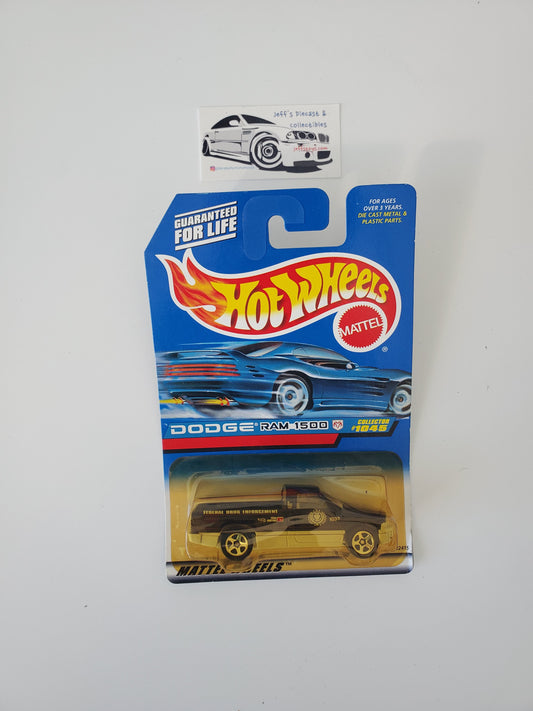 Jeff's Diecast &
collectibles
GUARANTEED
FOR LIFE
FOR AGES
OVER 3 YEARS.
DIE CAST METAL &
PLASTIC PARTS.
HOT WHEELS
MATTEL
®
DODGE® RAM 1500
COLLECTOR
#1045
FEDERAL DRUG ENFORCEMENT
MATTEL WHEELS™